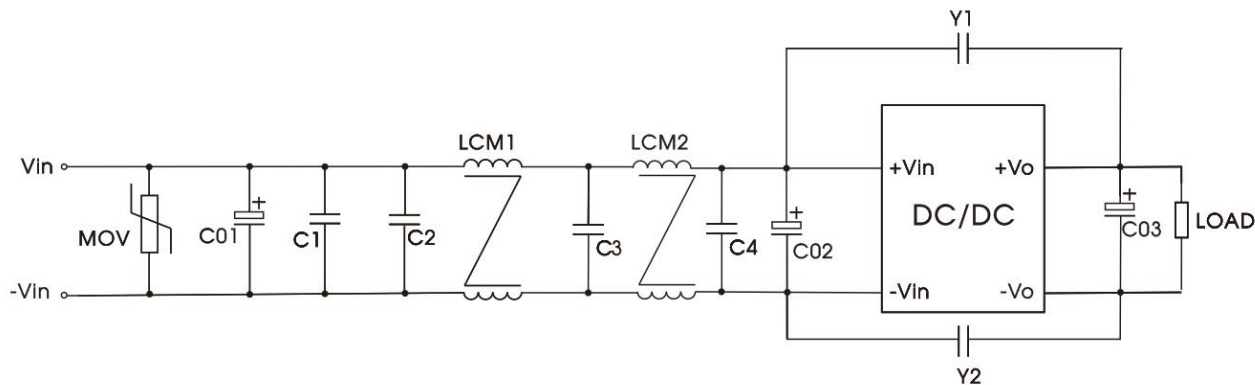 Y1
LCM1
LCM2
Vin
+Vin
+Vo
+
+
+
MOV
C01
C1
C2
C3
C4
C02
DC/DC
C03
LOAD
-Vin
-Vin
-Vo
Y2